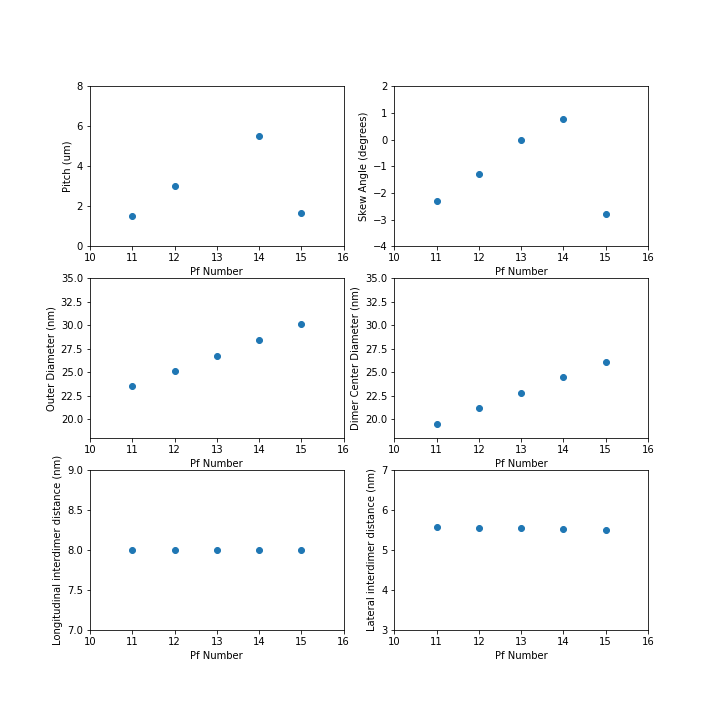 8
6
4
2
0
Pitch (um)
10 11 12 13 14 15 16
Pf Number
2
1
0
−1
−2
−3
−4
Skew Angle (degrees)
10 11 12 13 14 15 16
Pf Number
35.0
32.5
30.0
27.5
25.0
22.5
20.0
Outer Diameter (nm)
10 11 12 13 14 15 16
Pf Number
35.0
32.5
30.0
27.5
25.0
22.5
20.0
Dimer Center Diameter (nm)
10 11 12 13 14 15 16
Pf Number
9.0
8.5
8.0
7.5
7.0
Longitudinal interdimer distance (nm)
10 11 12 13 14 15 16
Pf Number
7
6
5
4
3
Lateral interdimer distance (nm)
10 11 12 13 14 15 16
Pf Number